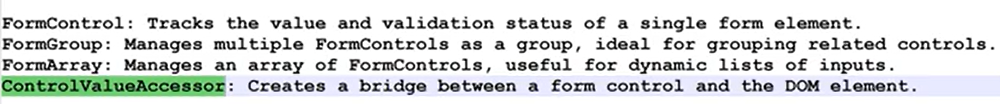 FormControl: Tracks the value and validation status of a single form element.
FormGroup: Manages multiple FormControls as a group, ideal for grouping related controls.
FormArray: Manages an array of FormControls, useful for dynamic lists of inputs.
ControlValueAccessor: Creates a bridge between a form control and the DOM element.